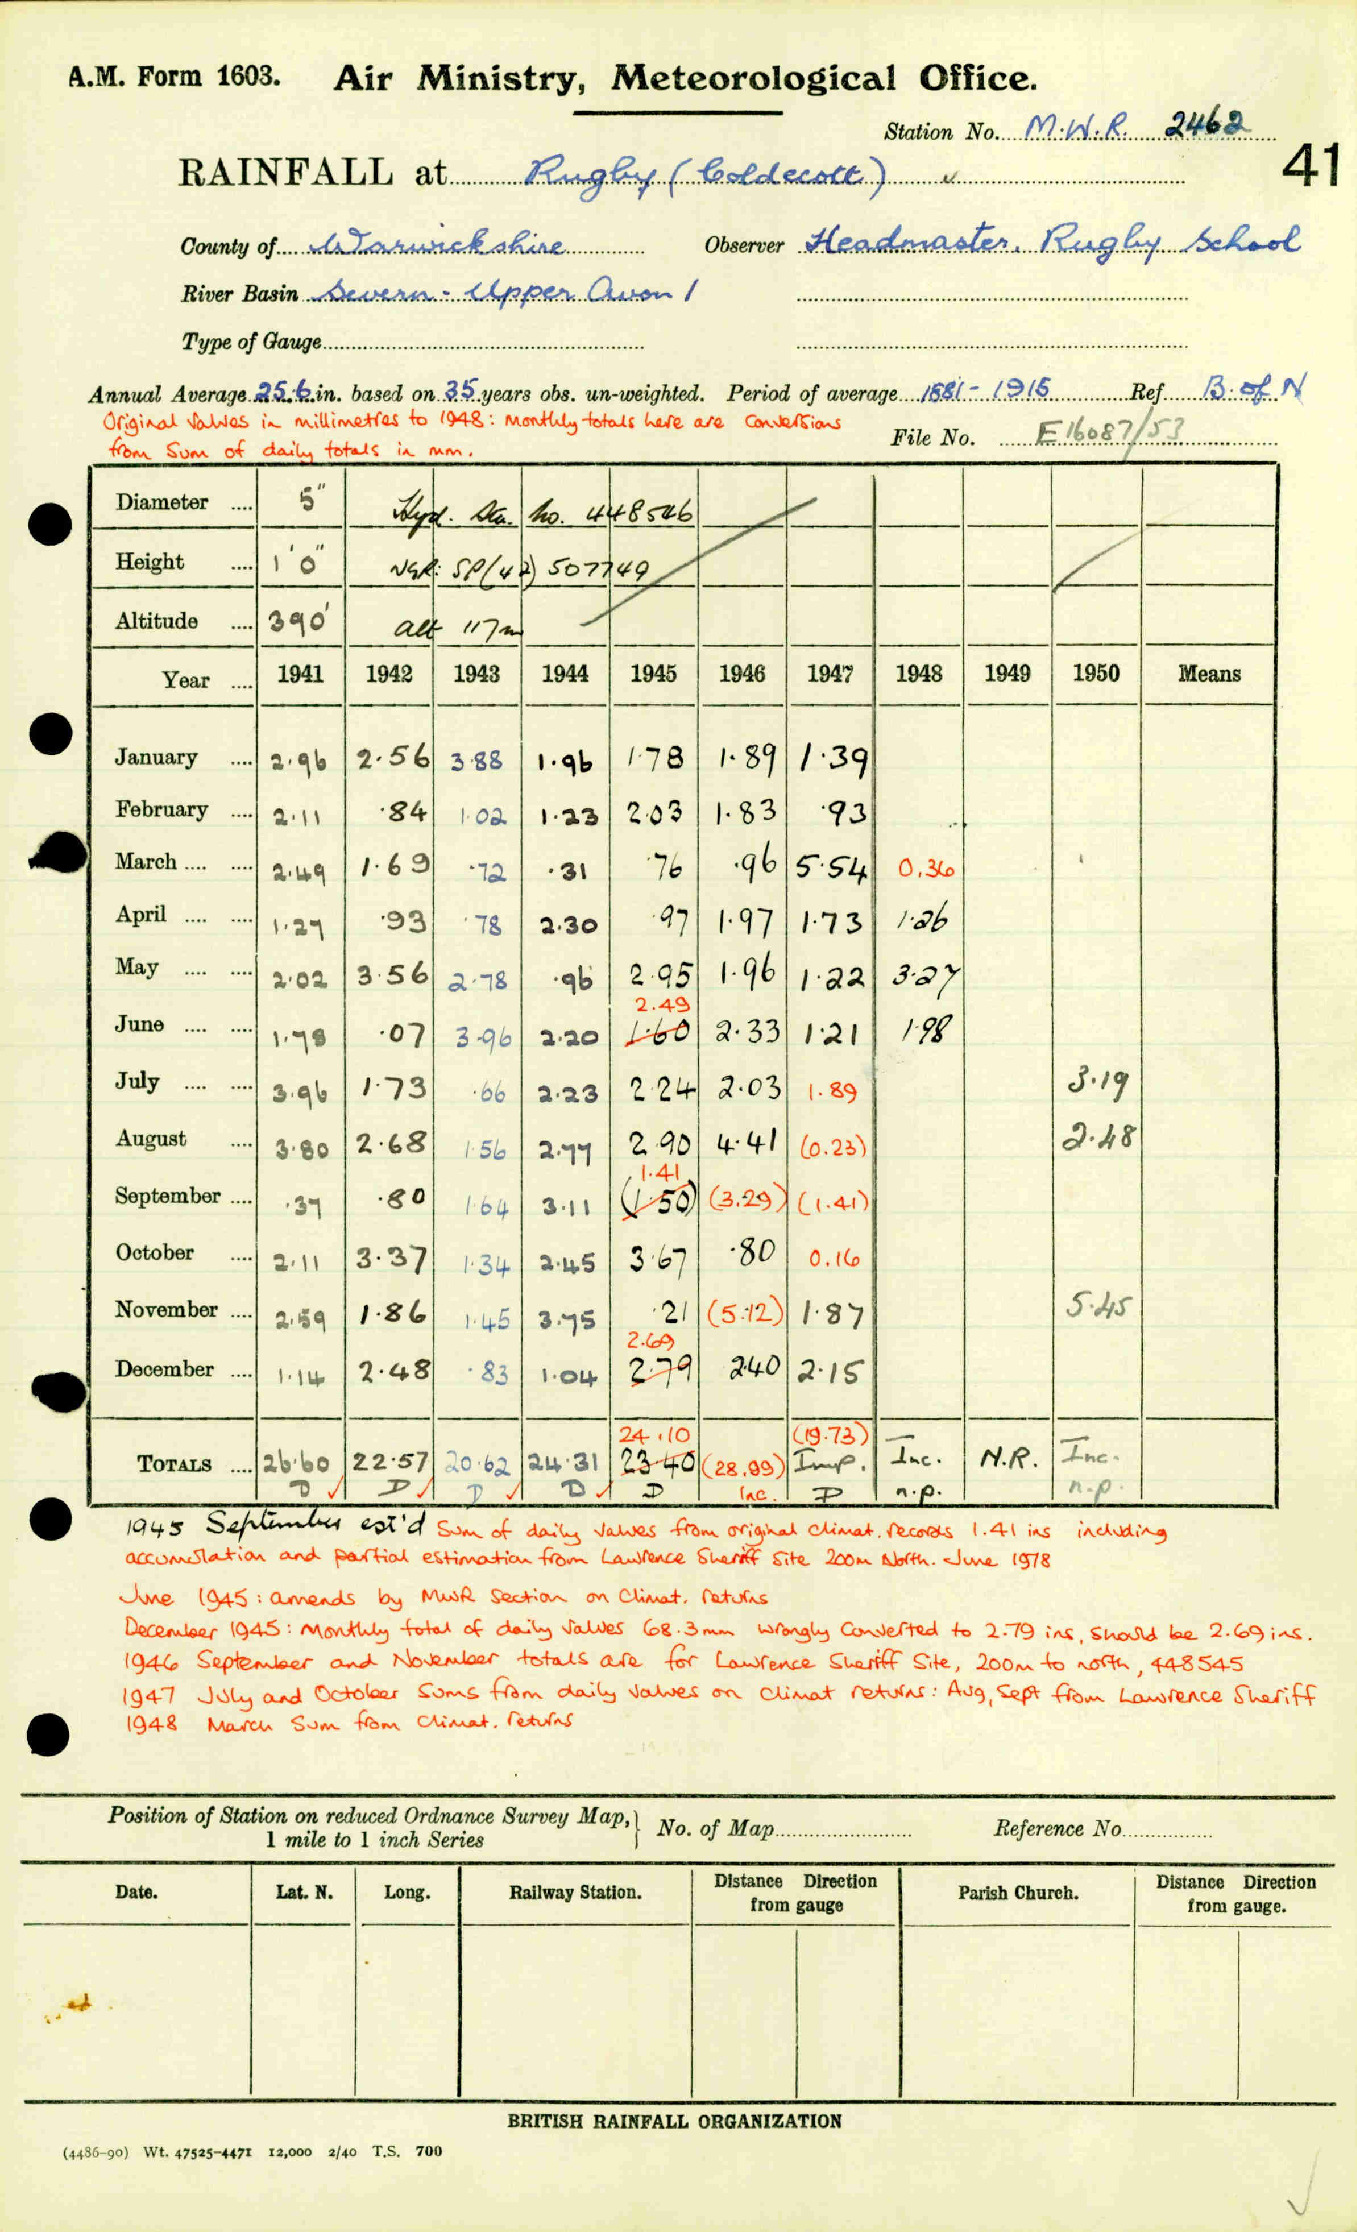 A.M. Form 1603. Air Ministry, Meteorological Office.
Station No. M.W.R. 2462
41
RAINFALL at Rugby (Coldecott) ✓
County of Warwickshire Observer Headmaster, Rugby School
River Basin Severn - Upper Avon 1
Type of Gauge
Annual Average 25.6 in. based on 35 years obs. un-weighted. Period of average 1881-1915 Ref. B. of N
Original values in millimetres to 1948: monthly totals here are conversions
from sum of daily totals in mm.
File No. E16087/53
Diameter .... 5" Hyd. Sta. No. 448546
Height .... 1'0" NGR: SP(42) 507749
Altitude .... 390' alt 117m
Year .... 1941 1942 1943 1944 1945 1946 1947 1948 1949 1950 Means
January .... 2.96 2.56 3.88 1.96 1.78 1.89 1.39
February .... 2.11 .84 1.02 1.23 2.03 1.83 .93
March .... .... 2.49 1.69 .72 .31 .76 .96 5.54 0.36
April .... .... 1.27 .93 .78 2.30 .97 1.97 1.73 1.26
May .... .... 2.02 3.56 2.78 .96 2.95 1.96 1.22 3.27
2.49
June .... .... 1.78 .07 3.96 2.20 1.60 2.33 1.21 1.98
July .... .... 3.96 1.73 .66 2.23 2.24 2.03 1.89 3.19
August .... 3.80 2.68 1.56 2.77 2.90 4.41 (0.23) 2.48
1.41
September .... .37 .80 1.64 3.11 (1.50) (3.29) (1.41)
October .... 2.11 3.37 1.34 2.45 3.67 .80 0.16
November .... 2.59 1.86 1.45 3.75 .21 (5.12) 1.87 5.45
2.69
December .... 1.14 2.48 .83 1.04 2.79 2.40 2.15
24.10 (19.73)
TOTALS .... 26.60 22.57 20.62 24.31 23.40 (28.99) Imp. Inc. N.R. Inc.
D ✓ D ✓ D ✓ D ✓ D Inc. D n.p. n.p.
1945 September est'd Sum of daily values from original climat. records 1.41 ins including
accumulation and partial estimation from Lawrence Sheriff Site 200m North. June 1978
June 1945: amends by MWR Section on Climat. returns
December 1945: Monthly total of daily values 68.3mm wrongly converted to 2.79 ins, should be 2.69 ins.
1946 September and November totals are for Lawrence Sheriff Site, 200m to north, 448545
1947 July and October sums from daily values on climat returns: Aug, Sept from Lawrence Sheriff
1948 March Sum from climat. returns
Position of Station on reduced Ordnance Survey Map,
1 mile to 1 inch Series
No. of Map
Reference No.
Date. Lat. N. Long. Railway Station. Distance Direction from gauge Parish Church. Distance Direction from gauge.
BRITISH RAINFALL ORGANIZATION
(4486-90) Wt. 47525-4471 12,000 2/40 T.S. 700